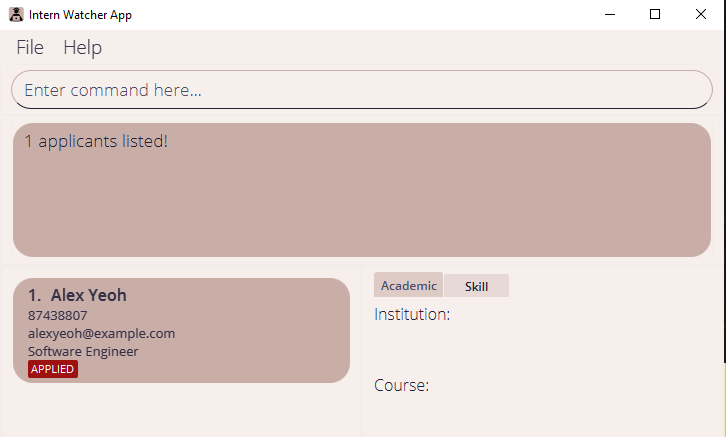 Intern Watcher App
File Help
Enter command here...
1 applicants listed!
1. Alex Yeoh
87438807
alexyeoh@example.com
Software Engineer
APPLIED
Academic Skill
Institution:
Course: